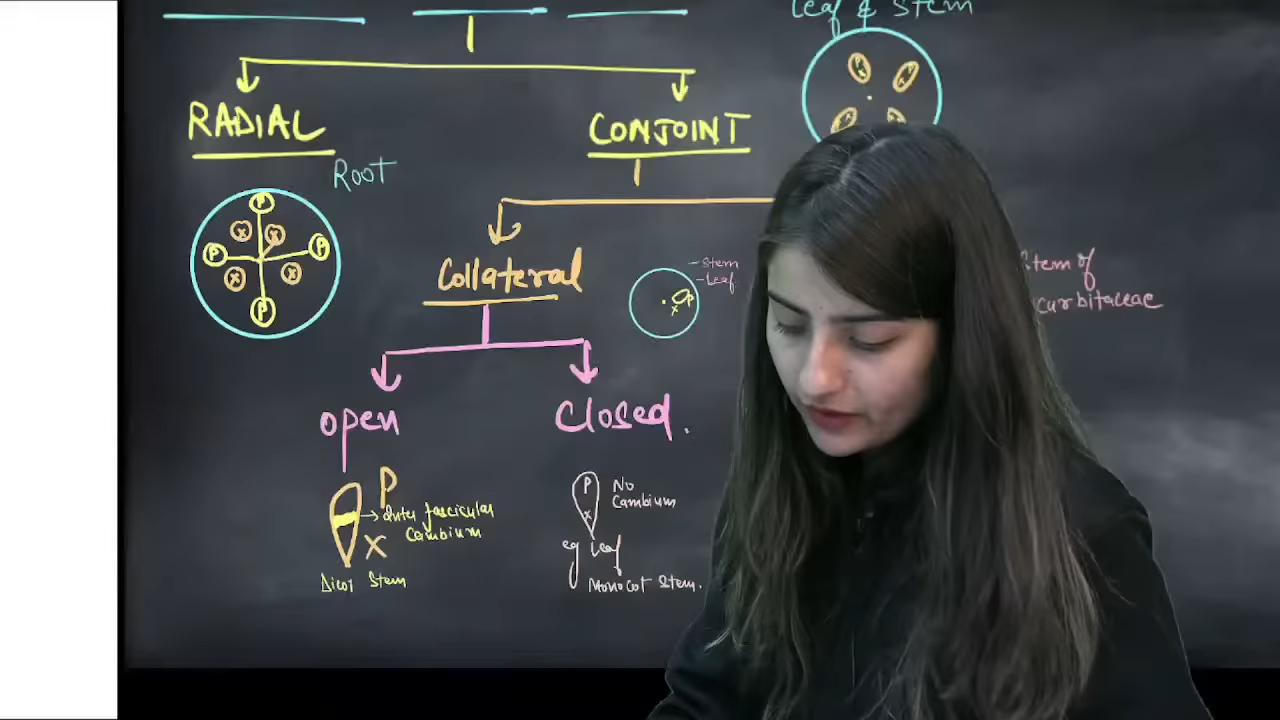 Leaf & Stem
RADIAL
CONJOINT
Root
P
P
P
P
x
x
x
x
Collateral
- Stem
- Leaf
P
x
Stem of
curbitaceae
open
Closed.
P
→ Inter fascicular
Cambium
x
Dicot Stem
P
x
No
Cambium
eg Leaf
Monocot Stem.